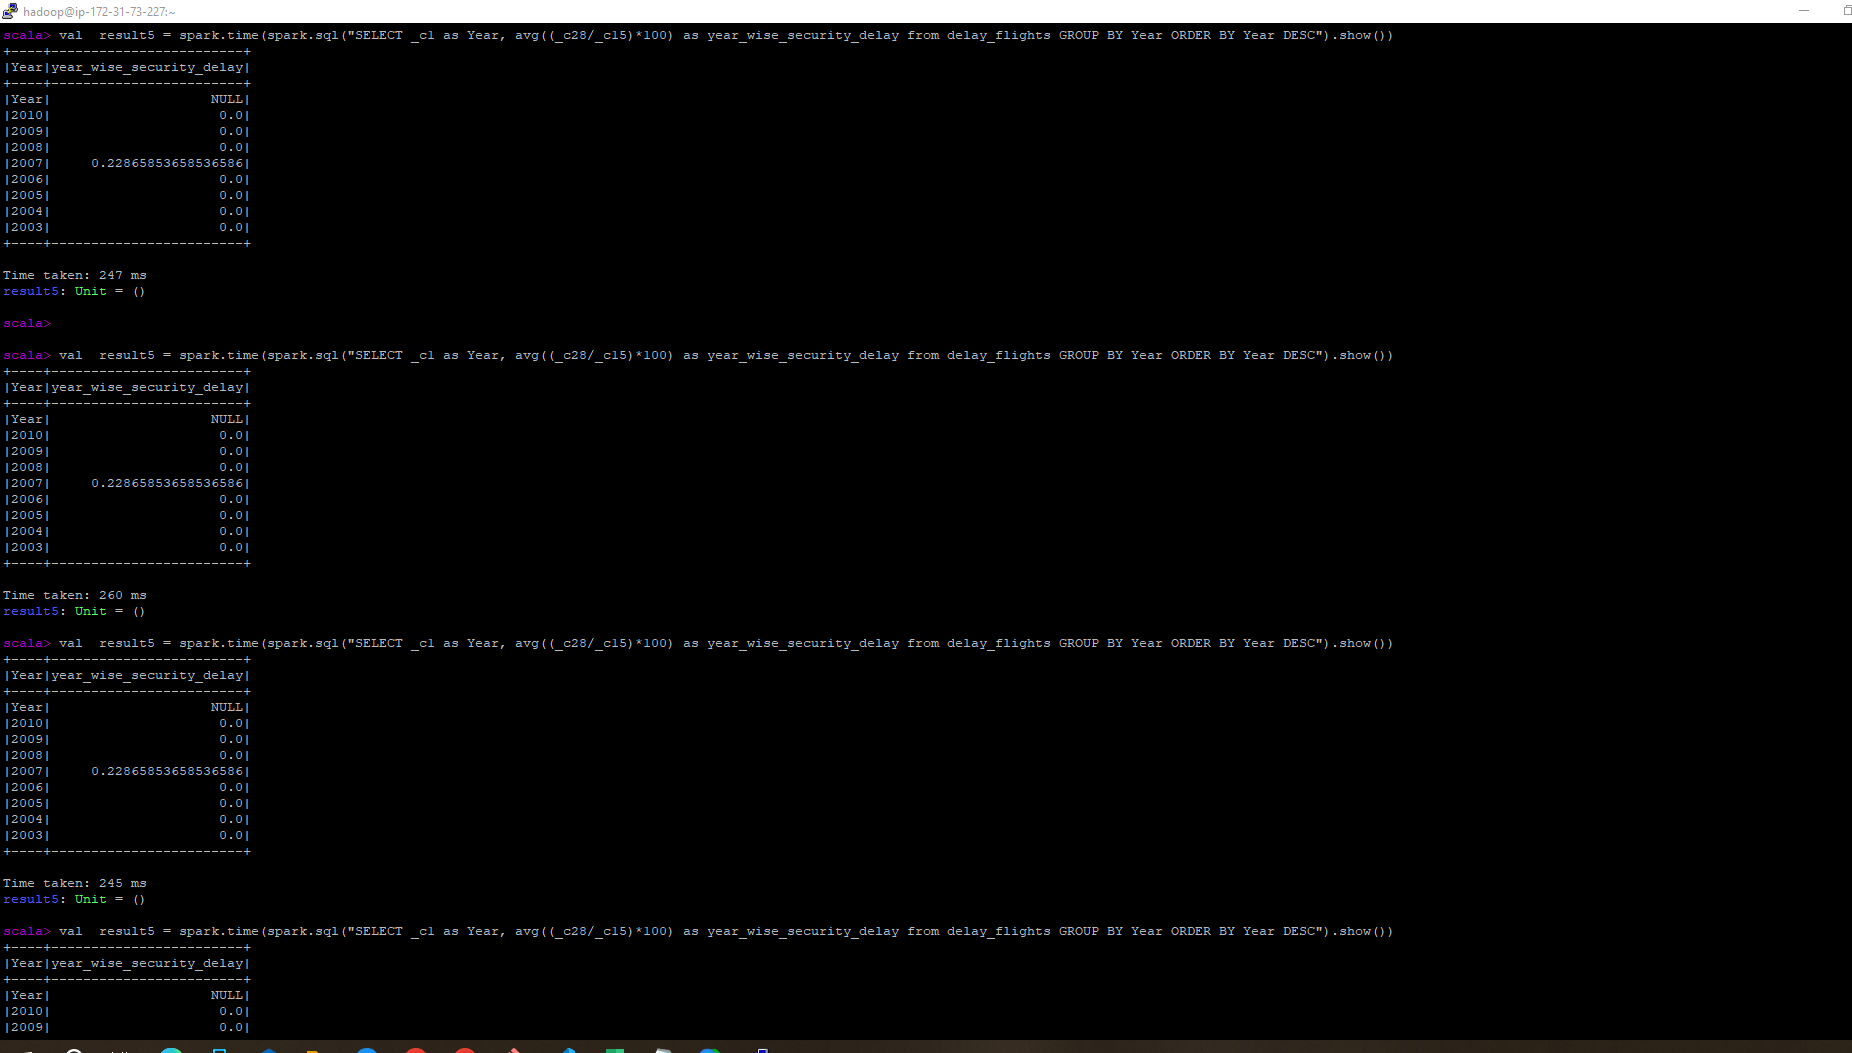 hadoop@ip-172-31-73-227:~
scala> val  result5 = spark.time(spark.sql("SELECT _c1 as Year, avg((_c28/_c15)*100) as year_wise_security_delay from delay_flights GROUP BY Year ORDER BY Year DESC").show())
+----+------------------------+
|Year|year_wise_security_delay|
+----+------------------------+
|Year|                    NULL|
|2010|                     0.0|
|2009|                     0.0|
|2008|                     0.0|
|2007|     0.22865853658536586|
|2006|                     0.0|
|2005|                     0.0|
|2004|                     0.0|
|2003|                     0.0|
+----+------------------------+
Time taken: 247 ms
result5: Unit = ()
scala>
scala> val  result5 = spark.time(spark.sql("SELECT _c1 as Year, avg((_c28/_c15)*100) as year_wise_security_delay from delay_flights GROUP BY Year ORDER BY Year DESC").show())
+----+------------------------+
|Year|year_wise_security_delay|
+----+------------------------+
|Year|                    NULL|
|2010|                     0.0|
|2009|                     0.0|
|2008|                     0.0|
|2007|     0.22865853658536586|
|2006|                     0.0|
|2005|                     0.0|
|2004|                     0.0|
|2003|                     0.0|
+----+------------------------+
Time taken: 260 ms
result5: Unit = ()
scala> val  result5 = spark.time(spark.sql("SELECT _c1 as Year, avg((_c28/_c15)*100) as year_wise_security_delay from delay_flights GROUP BY Year ORDER BY Year DESC").show())
+----+------------------------+
|Year|year_wise_security_delay|
+----+------------------------+
|Year|                    NULL|
|2010|                     0.0|
|2009|                     0.0|
|2008|                     0.0|
|2007|     0.22865853658536586|
|2006|                     0.0|
|2005|                     0.0|
|2004|                     0.0|
|2003|                     0.0|
+----+------------------------+
Time taken: 245 ms
result5: Unit = ()
scala> val  result5 = spark.time(spark.sql("SELECT _c1 as Year, avg((_c28/_c15)*100) as year_wise_security_delay from delay_flights GROUP BY Year ORDER BY Year DESC").show())
+----+------------------------+
|Year|year_wise_security_delay|
+----+------------------------+
|Year|                    NULL|
|2010|                     0.0|
|2009|                     0.0|